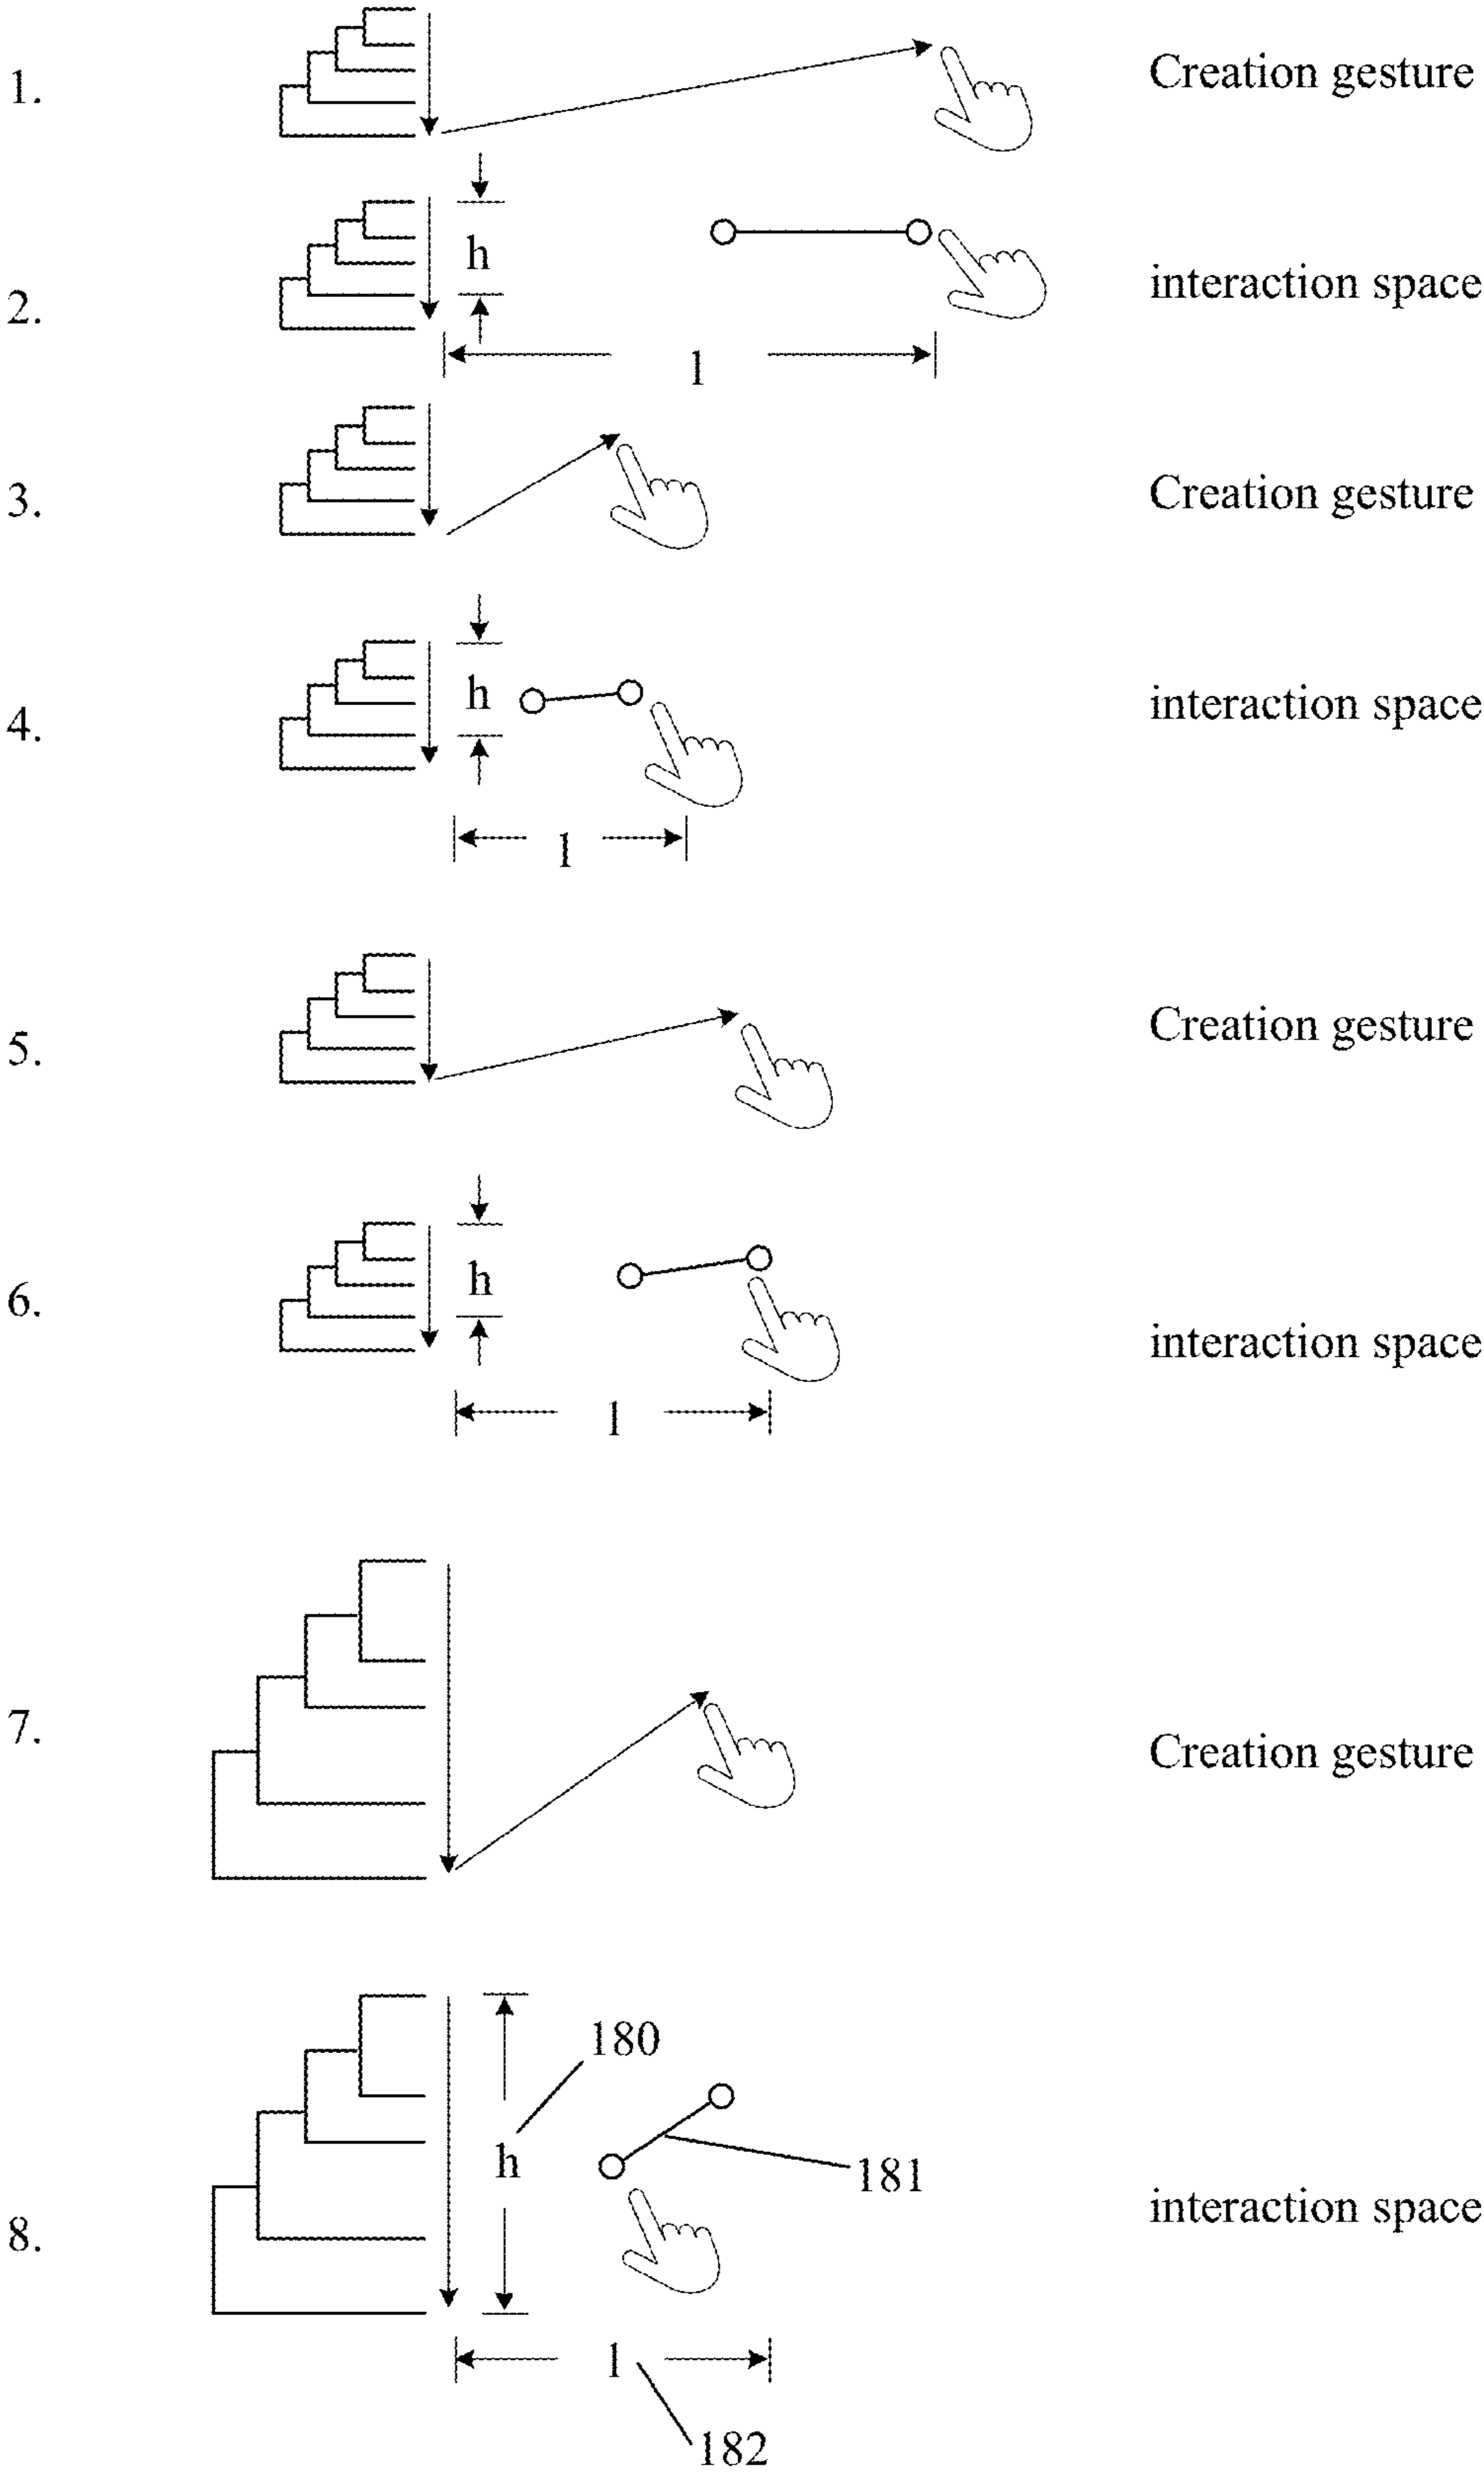 1.
Creation gesture
2.
h
interaction space
l
3.
Creation gesture
4.
h
interaction space
l
5.
Creation gesture
6.
h
interaction space
l
7.
Creation gesture
8.
180
h
181
interaction space
l
182